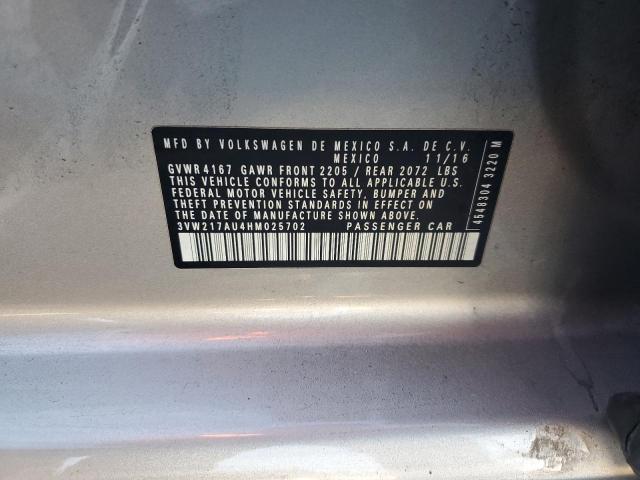 MFD BY VOLKSWAGEN DE MEXICO S.A. DE C.V.
MEXICO 11/16
GVWR 4167 GAWR FRONT 2205 / REAR 2072 LBS
THIS VEHICLE CONFORMS TO ALL APPLICABLE U.S.
FEDERAL MOTOR VEHICLE SAFETY, BUMPER AND
THEFT PREVENTION STANDARDS IN EFFECT ON
THE DATE OF MANUFACTURE SHOWN ABOVE.
3VW217AU4HM025702 PASSENGER CAR
4548304 3220 M